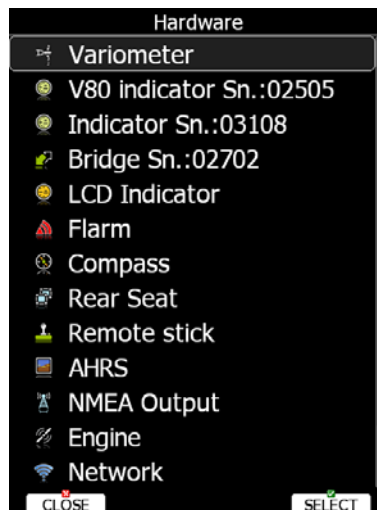 Hardware
Variometer
V80 indicator Sn.:02505
Indicator Sn.:03108
Bridge Sn.:02702
LCD Indicator
Flarm
Compass
Rear Seat
Remote stick
AHRS
NMEA Output
Engine
Network
CLOSE SELECT